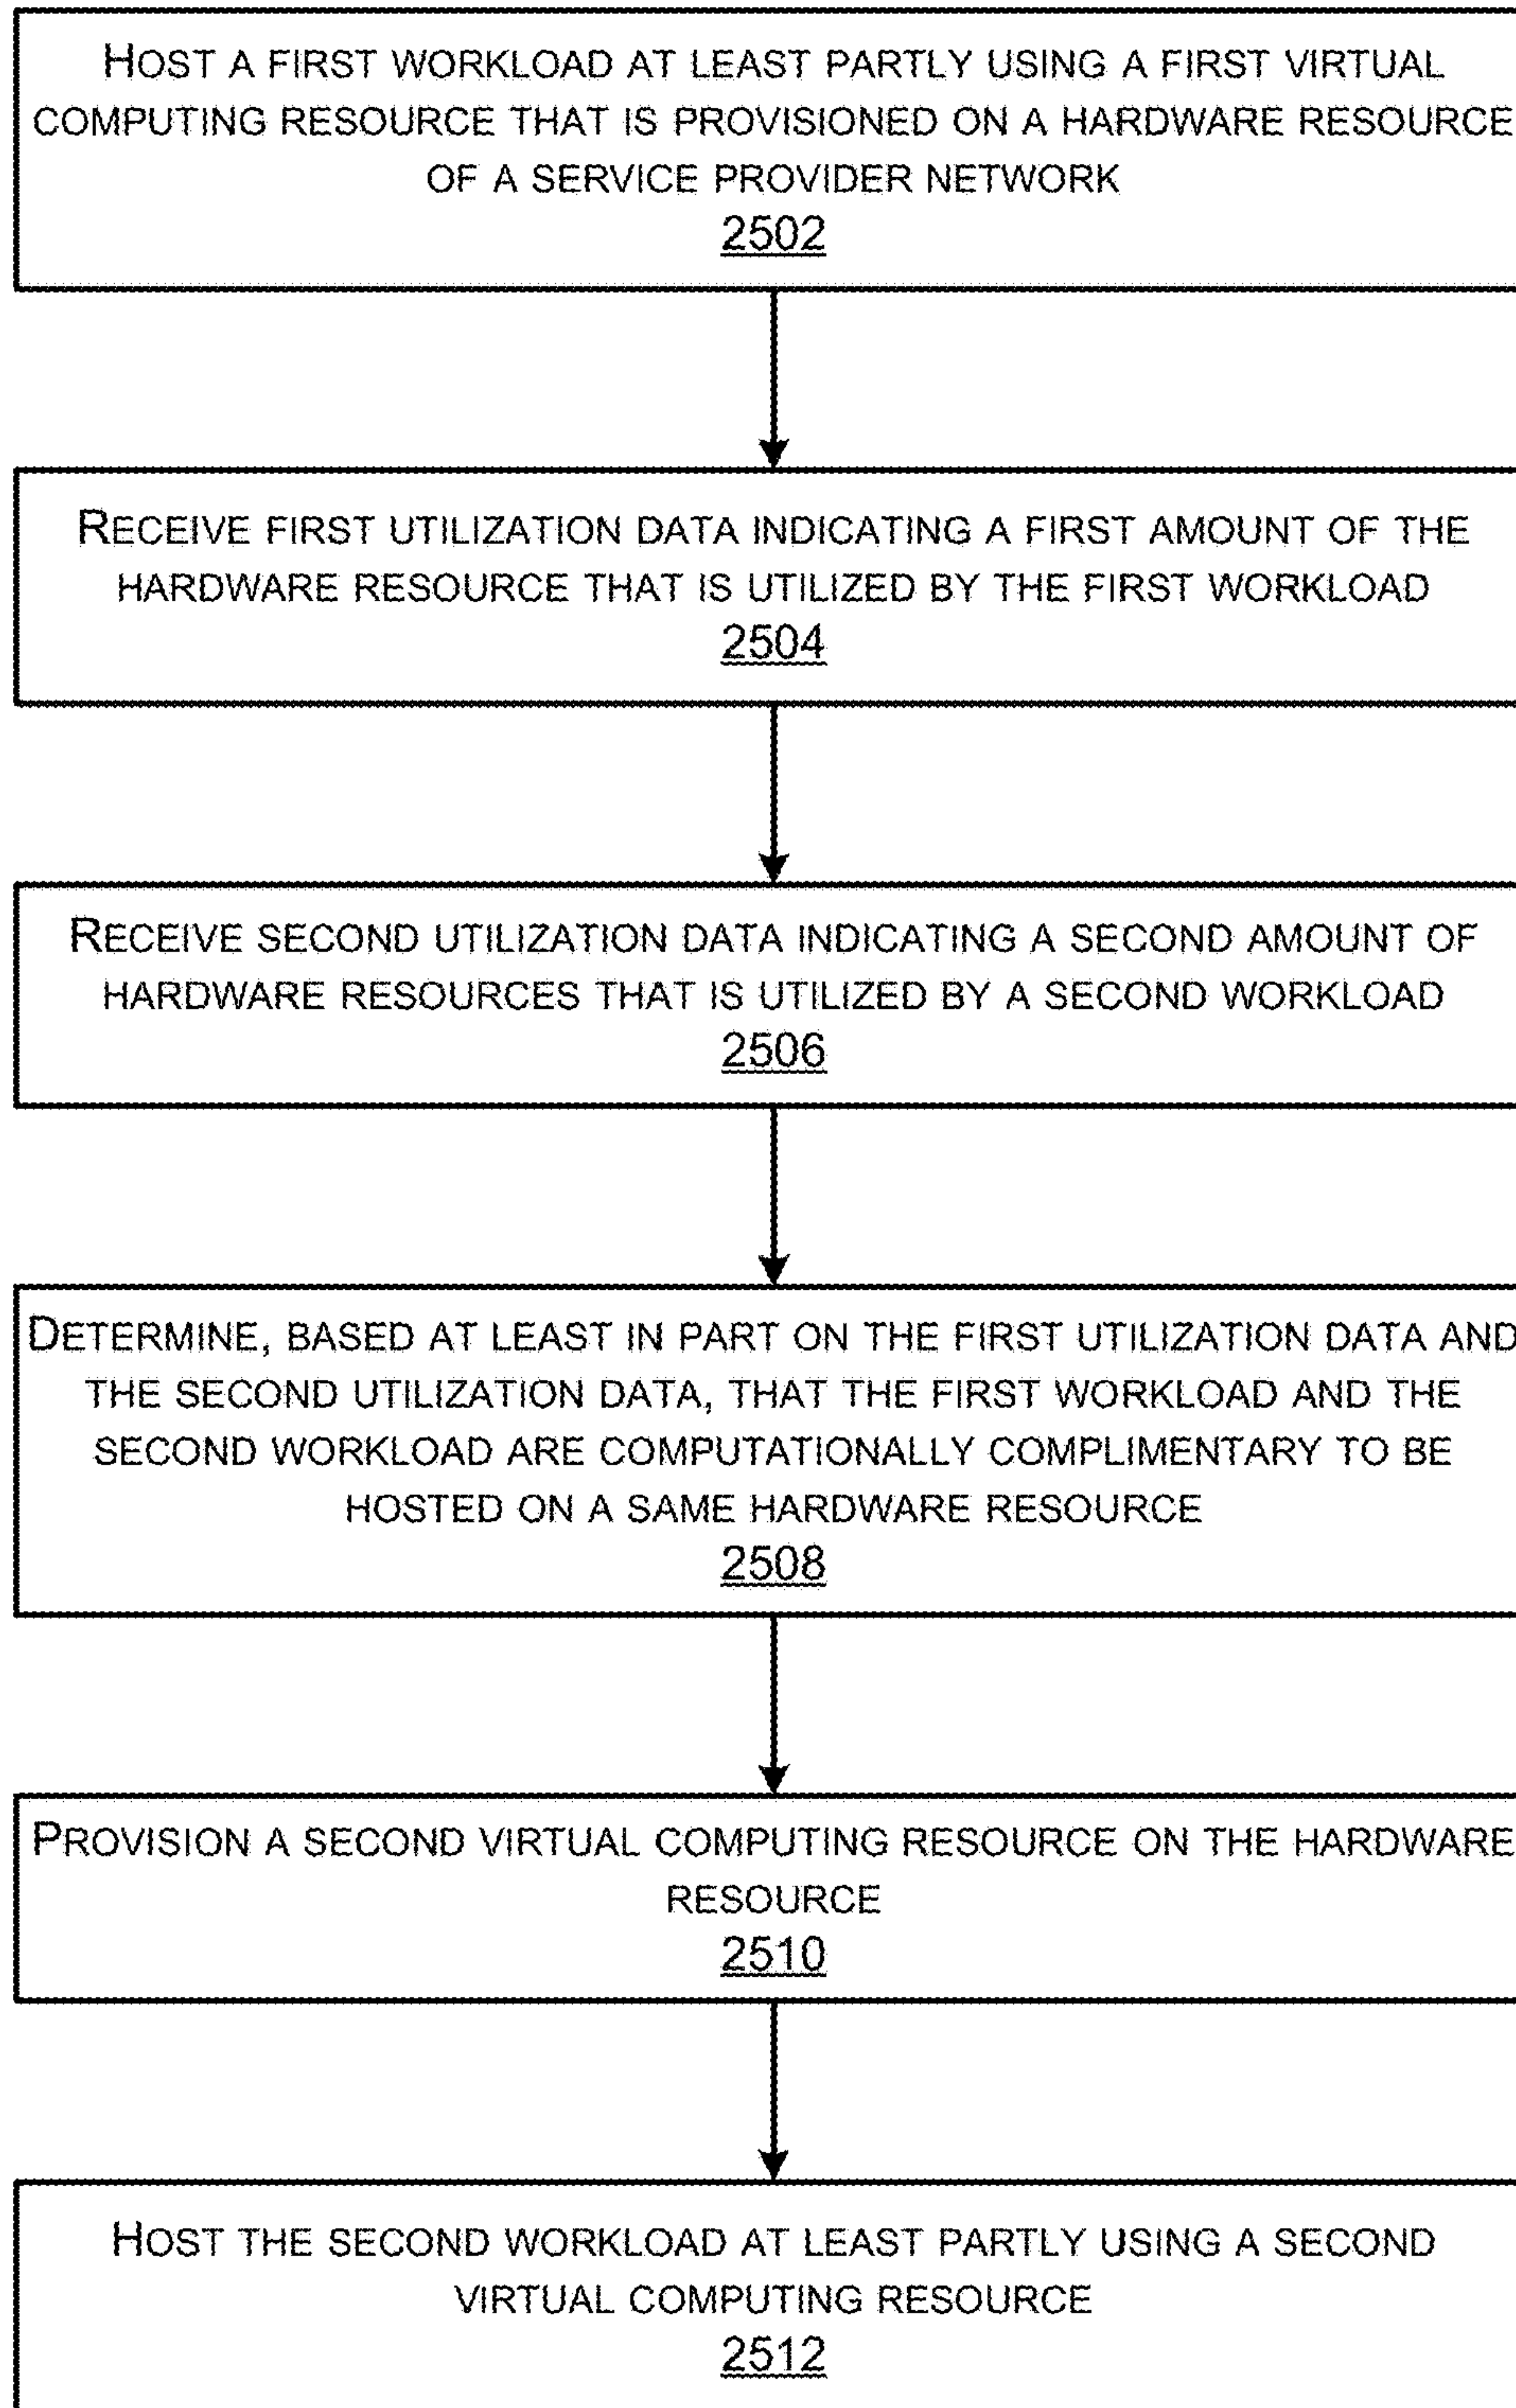 HOST A FIRST WORKLOAD AT LEAST PARTLY USING A FIRST VIRTUAL
COMPUTING RESOURCE THAT IS PROVISIONED ON A HARDWARE RESOURCE
OF A SERVICE PROVIDER NETWORK
2502
RECEIVE FIRST UTILIZATION DATA INDICATING A FIRST AMOUNT OF THE
HARDWARE RESOURCE THAT IS UTILIZED BY THE FIRST WORKLOAD
2504
RECEIVE SECOND UTILIZATION DATA INDICATING A SECOND AMOUNT OF
HARDWARE RESOURCES THAT IS UTILIZED BY A SECOND WORKLOAD
2506
DETERMINE, BASED AT LEAST IN PART ON THE FIRST UTILIZATION DATA AND
THE SECOND UTILIZATION DATA, THAT THE FIRST WORKLOAD AND THE
SECOND WORKLOAD ARE COMPUTATIONALLY COMPLIMENTARY TO BE
HOSTED ON A SAME HARDWARE RESOURCE
2508
PROVISION A SECOND VIRTUAL COMPUTING RESOURCE ON THE HARDWARE
RESOURCE
2510
HOST THE SECOND WORKLOAD AT LEAST PARTLY USING A SECOND
VIRTUAL COMPUTING RESOURCE
2512